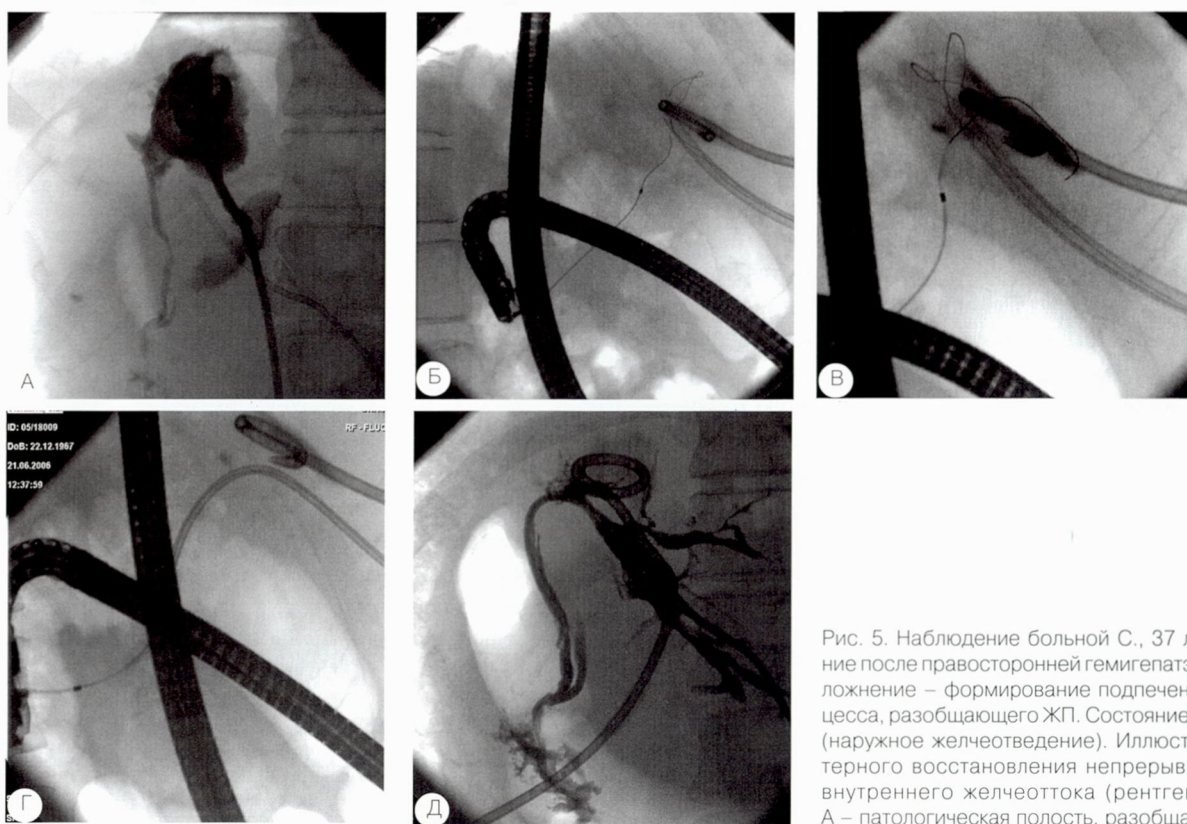 А
Б
В
ID: 05/18009
DoB: 22.12.1967
21.06.2006
12:37:59
RF-FLUO
Г
Д
Рис. 5. Наблюдение больной С., 37 л
ние после правосторонней гемигепатэ
ложнение – формирование подпечен
цесса, разобщающего ЖП. Состояние
(наружное желчеотведение). Иллюст
терного восстановления непрерыв
внутреннего желчеоттока (рентге
А – патологическая полость, разобща